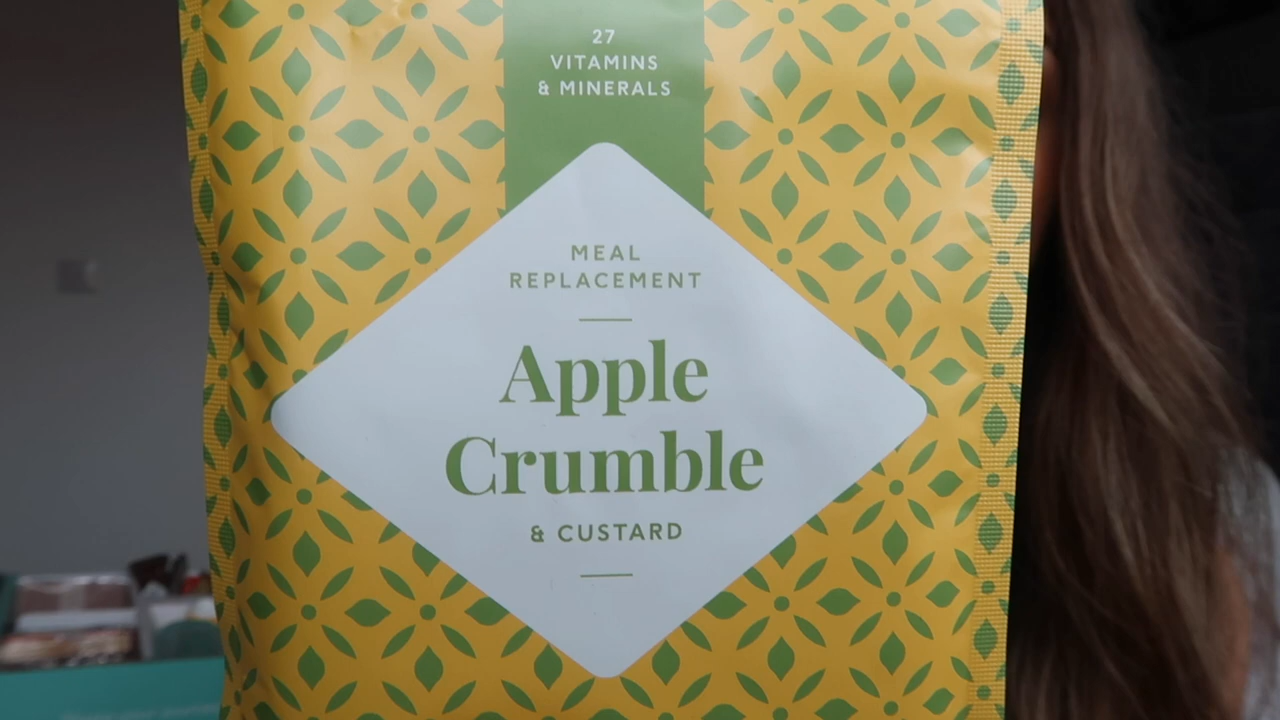 27
VITAMINS
& MINERALS
MEAL
REPLACEMENT
Apple
Crumble
& CUSTARD